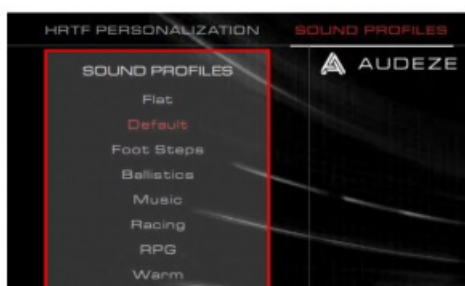 HRTF PERSONALIZATION SOUND PROFILES
SOUND PROFILES
AUDEZE
Flat
Default
Foot Steps
Ballistics
Music
Racing
RPG
Warm